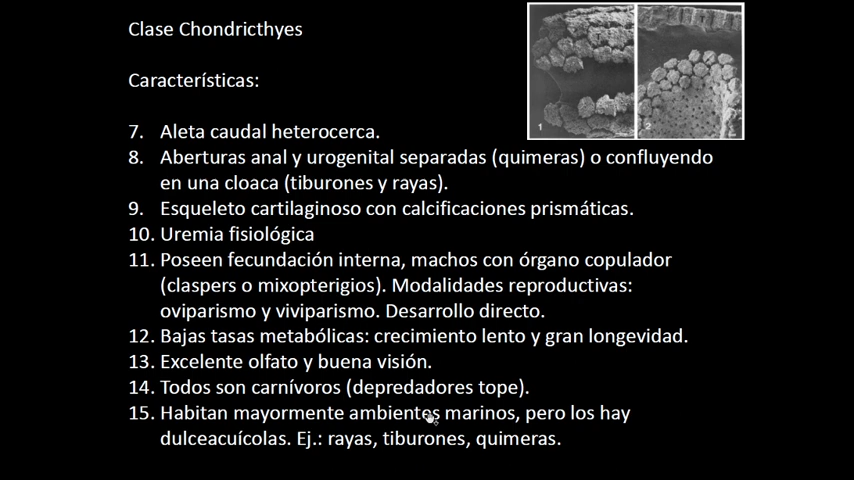 Clase Chondricthyes
Características:
1
2
7. Aleta caudal heterocerca.
8. Aberturas anal y urogenital separadas (quimeras) o confluyendo
en una cloaca (tiburones y rayas).
9. Esqueleto cartilaginoso con calcificaciones prismáticas.
10. Uremia fisiológica
11. Poseen fecundación interna, machos con órgano copulador
(claspers o mixopterigios). Modalidades reproductivas:
oviparismo y viviparismo. Desarrollo directo.
12. Bajas tasas metabólicas: crecimiento lento y gran longevidad.
13. Excelente olfato y buena visión.
14. Todos son carnívoros (depredadores tope).
15. Habitan mayormente ambientes marinos, pero los hay
dulceacuícolas. Ej.: rayas, tiburones, quimeras.